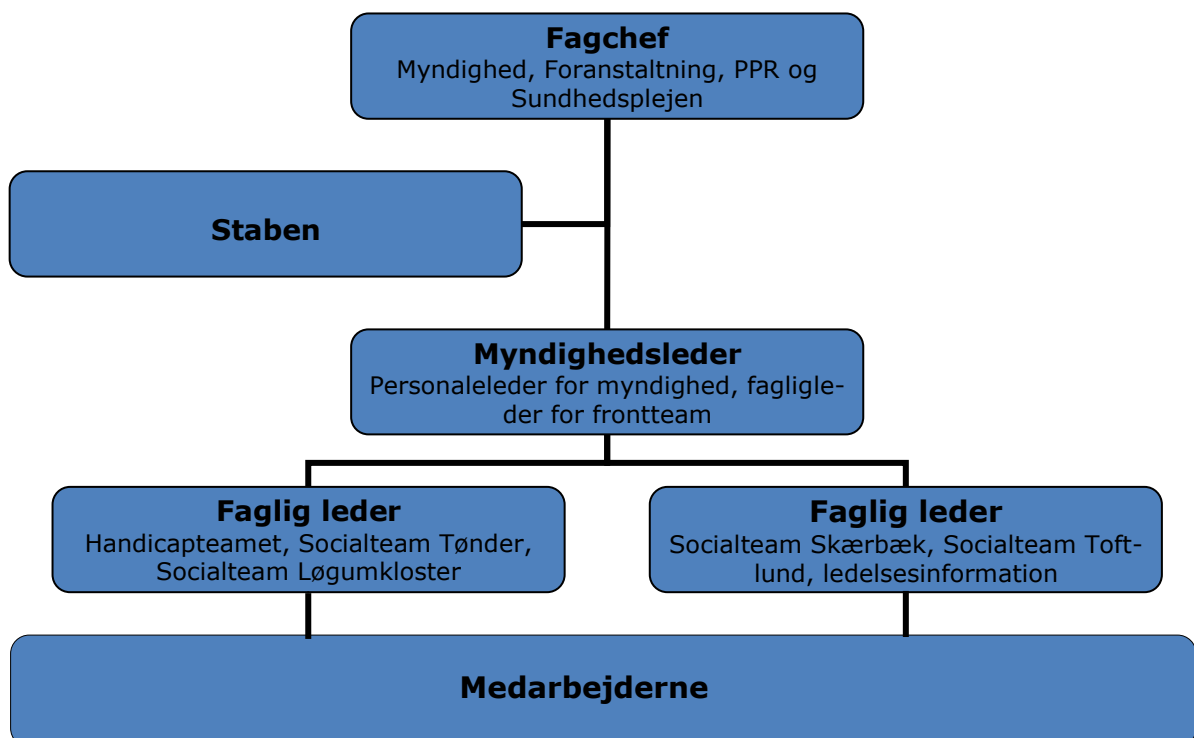 Fagchef
Myndighed, Foranstaltning, PPR og
Sundhedsplejen
Staben
Myndighedsleder
Personaleleder for myndighed, fagligle-
der for frontteam
Faglig leder
Handicapteamet, Socialteam Tønder,
Socialteam Løgumkloster
Faglig leder
Socialteam Skærbæk, Socialteam Toft-
lund, ledelsesinformation
Medarbejderne